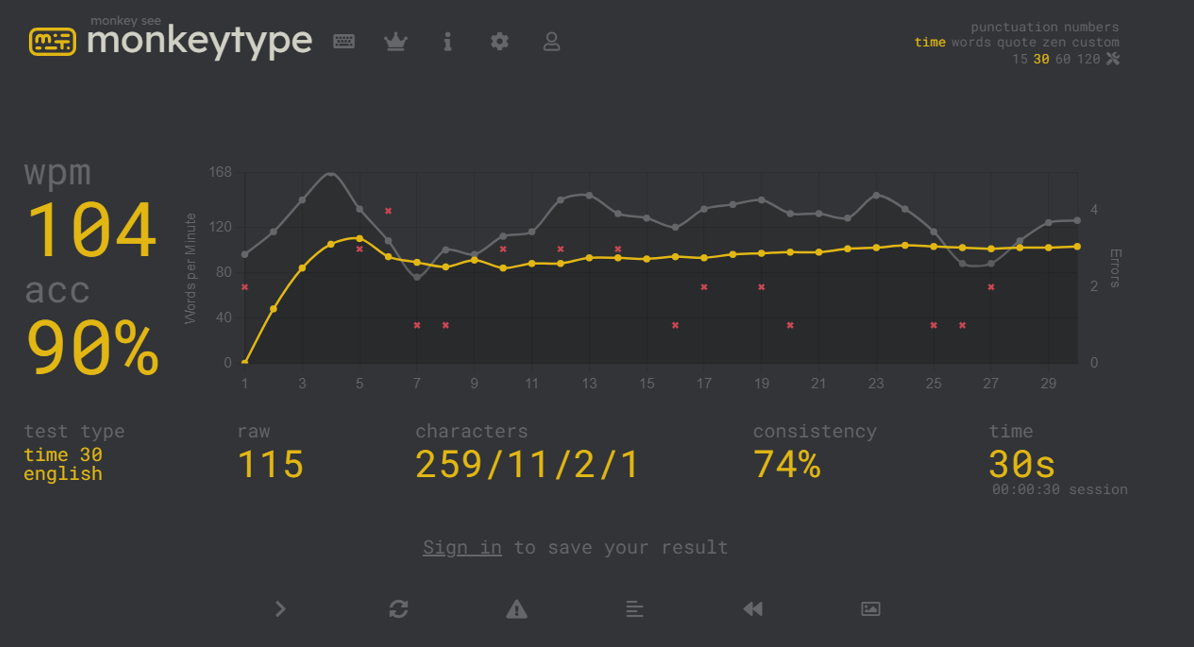 monkey see
monkeytype
punctuation numbers
time words quote zen custom
15 30 60 120
wpm
104
acc
90%
168
120
80
40
0
Words per Minute
4
2
0
Errors
1 3 5 7 9 11 13 15 17 19 21 23 25 27 29
test type
time 30
english
raw
115
characters
259/11/2/1
consistency
74%
time
30s
00:00:30 session
Sign in to save your result